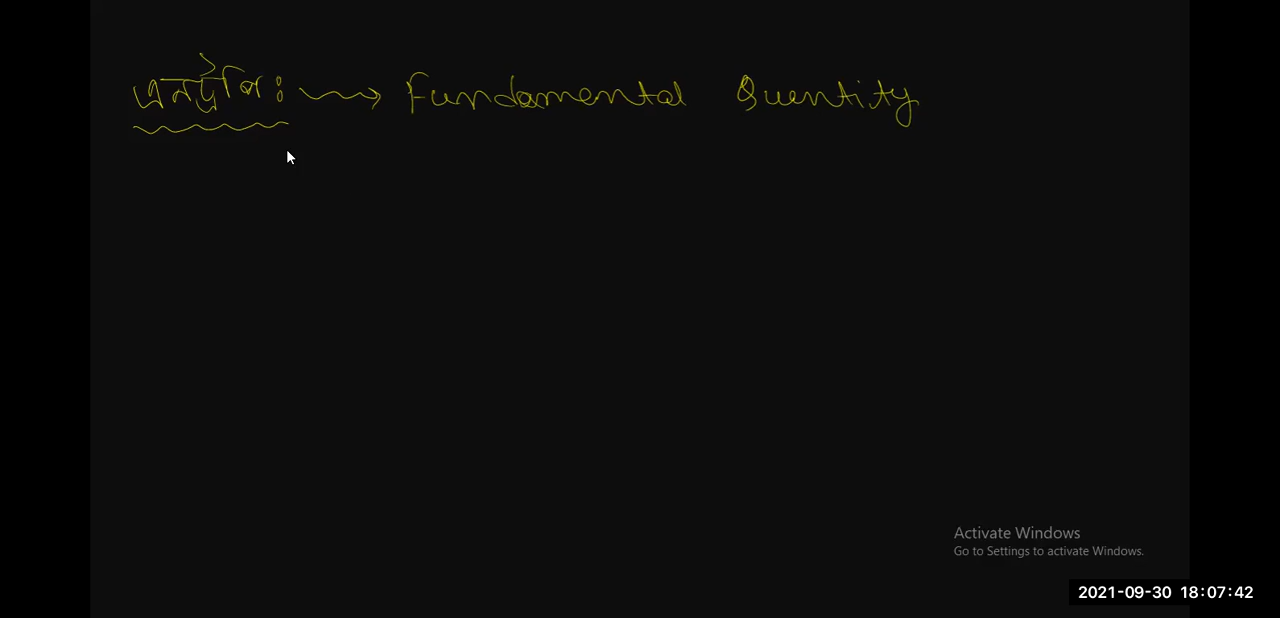 : Fundamental Quentity
Activate Windows
Go to Settings to activate Windows.
2021-09-30 18:07:42